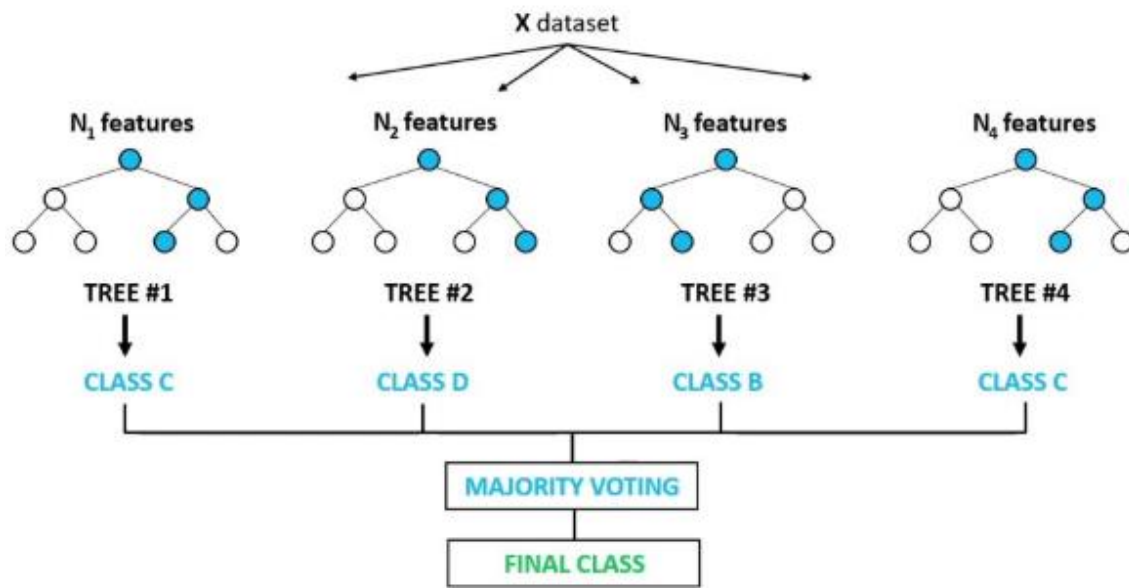 X dataset
N₁ features N₂ features N₃ features N₄ features
TREE #1 TREE #2 TREE #3 TREE #4
CLASS C CLASS D CLASS B CLASS C
MAJORITY VOTING
FINAL CLASS